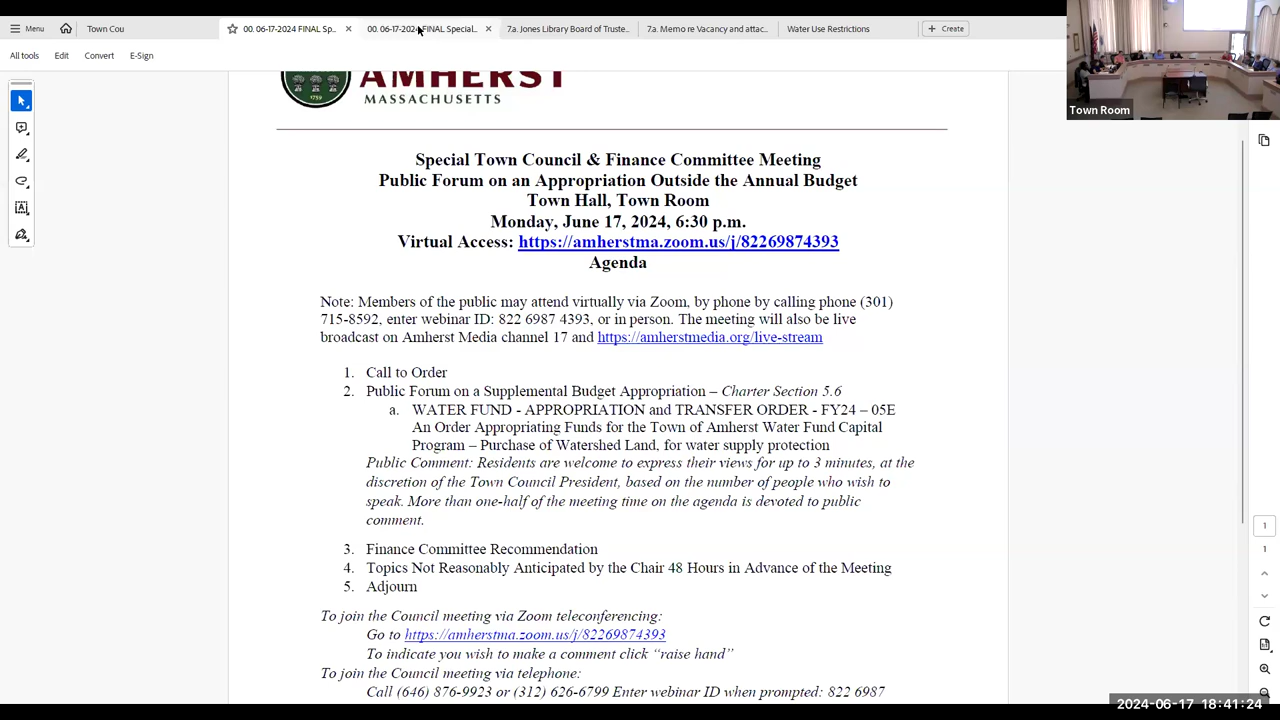 Menu
Town Cou
00. 06-17-2024 FINAL Sp...
00. 06-17-2024 FINAL Special...
7.a. Jones Library Board of Truste...
7.a. Memo re Vacancy and attac...
Water Use Restrictions
Create
All tools
Edit
Convert
E-Sign
Town Room
AMHERST
MASSACHUSETTS
1759
Special Town Council & Finance Committee Meeting
Public Forum on an Appropriation Outside the Annual Budget
Town Hall, Town Room
Monday, June 17, 2024, 6:30 p.m.
Virtual Access: https://amherstma.zoom.us/j/82269874393
Agenda
Note: Members of the public may attend virtually via Zoom, by phone by calling phone (301)
715-8592, enter webinar ID: 822 6987 4393, or in person. The meeting will also be live
broadcast on Amherst Media channel 17 and https://amherstmedia.org/live-stream
1. Call to Order
2. Public Forum on a Supplemental Budget Appropriation – Charter Section 5.6
a. WATER FUND - APPROPRIATION and TRANSFER ORDER - FY24 – 05E
An Order Appropriating Funds for the Town of Amherst Water Fund Capital
Program – Purchase of Watershed Land, for water supply protection
Public Comment: Residents are welcome to express their views for up to 3 minutes, at the
discretion of the Town Council President, based on the number of people who wish to
speak. More than one-half of the meeting time on the agenda is devoted to public
comment.
3. Finance Committee Recommendation
4. Topics Not Reasonably Anticipated by the Chair 48 Hours in Advance of the Meeting
5. Adjourn
To join the Council meeting via Zoom teleconferencing:
Go to https://amherstma.zoom.us/j/82269874393
To indicate you wish to make a comment click “raise hand”
To join the Council meeting via telephone:
Call (646) 876-9923 or (312) 626-6799 Enter webinar ID when prompted: 822 6987
1
1
2024-06-17 18:41:24